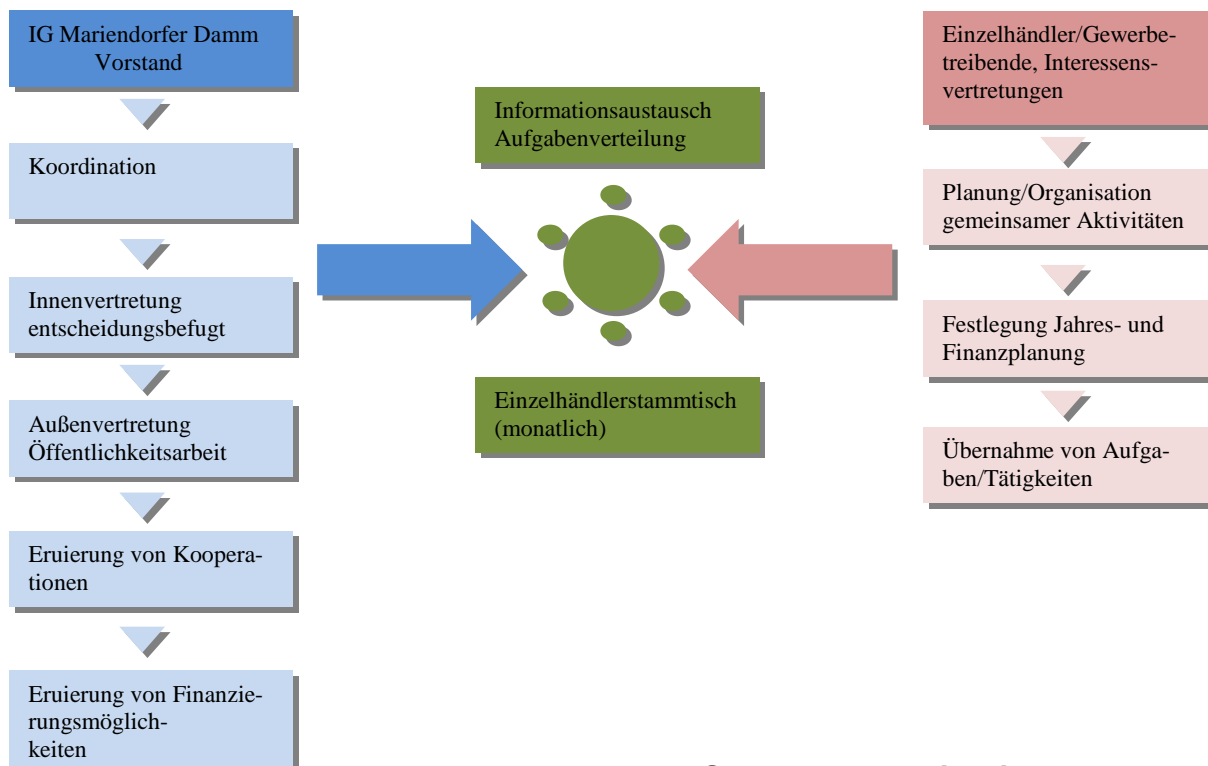 IG Mariendorfer Damm
Vorstand
Koordination
Innenvertretung
entscheidungsbefugt
Außenvertretung
Öffentlichkeitsarbeit
Eruierung von Koopera-
tionen
Eruierung von Finanzie-
rungsmöglich-
keiten
Informationsaustausch
Aufgabenverteilung
Einzelhändlerstammtisch
(monatlich)
Einzelhändler/Gewerbe-
treibende, Interessens-
vertretungen
Planung/Organisation
gemeinsamer Aktivitäten
Festlegung Jahres- und
Finanzplanung
Übernahme von Aufga-
ben/Tätigkeiten